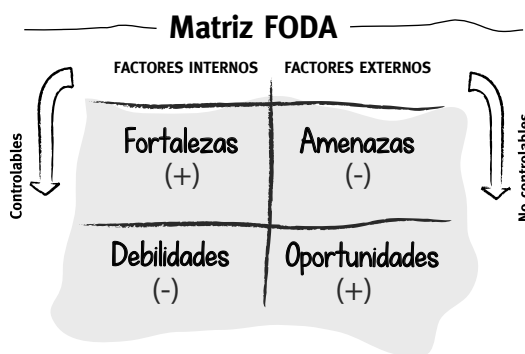 Matriz FODA
FACTORES INTERNOS
FACTORES EXTERNOS
Controlables
No controlables
Fortalezas
(+)
Amenazas
(-)
Debilidades
(-)
Oportunidades
(+)